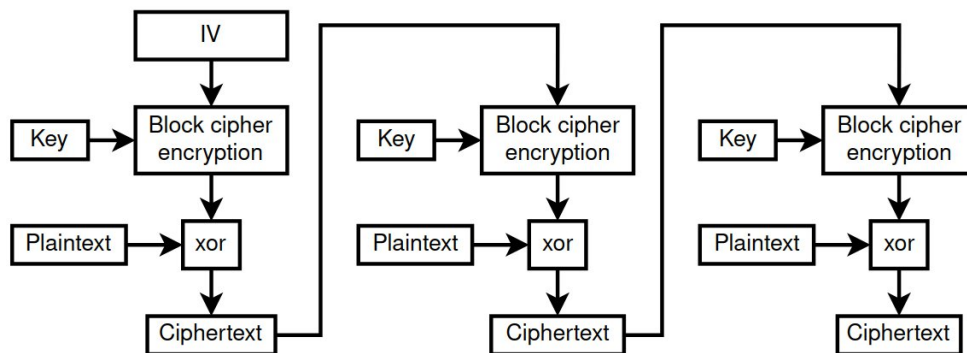 IV
Key
Block cipher
encryption
Key
Block cipher
encryption
Key
Block cipher
encryption
Plaintext
xor
Plaintext
xor
Plaintext
xor
Ciphertext
Ciphertext
Ciphertext